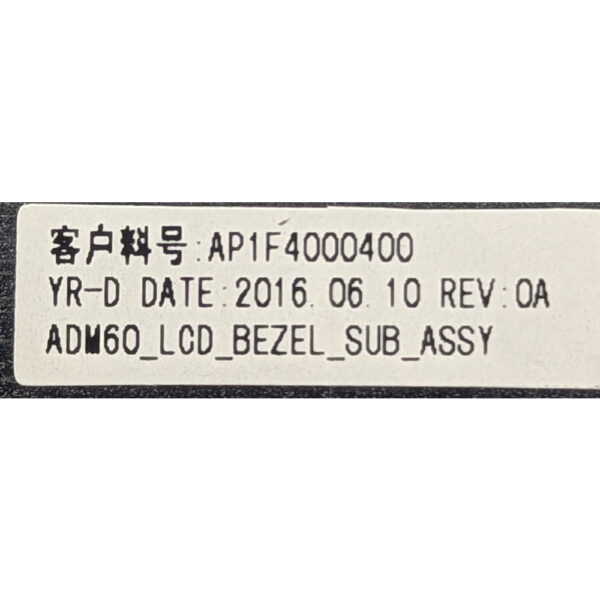 客户料号:AP1F4000400
YR-D DATE:2016.06.10 REV:0A
ADM60_LCD_BEZEL_SUB_ASSY